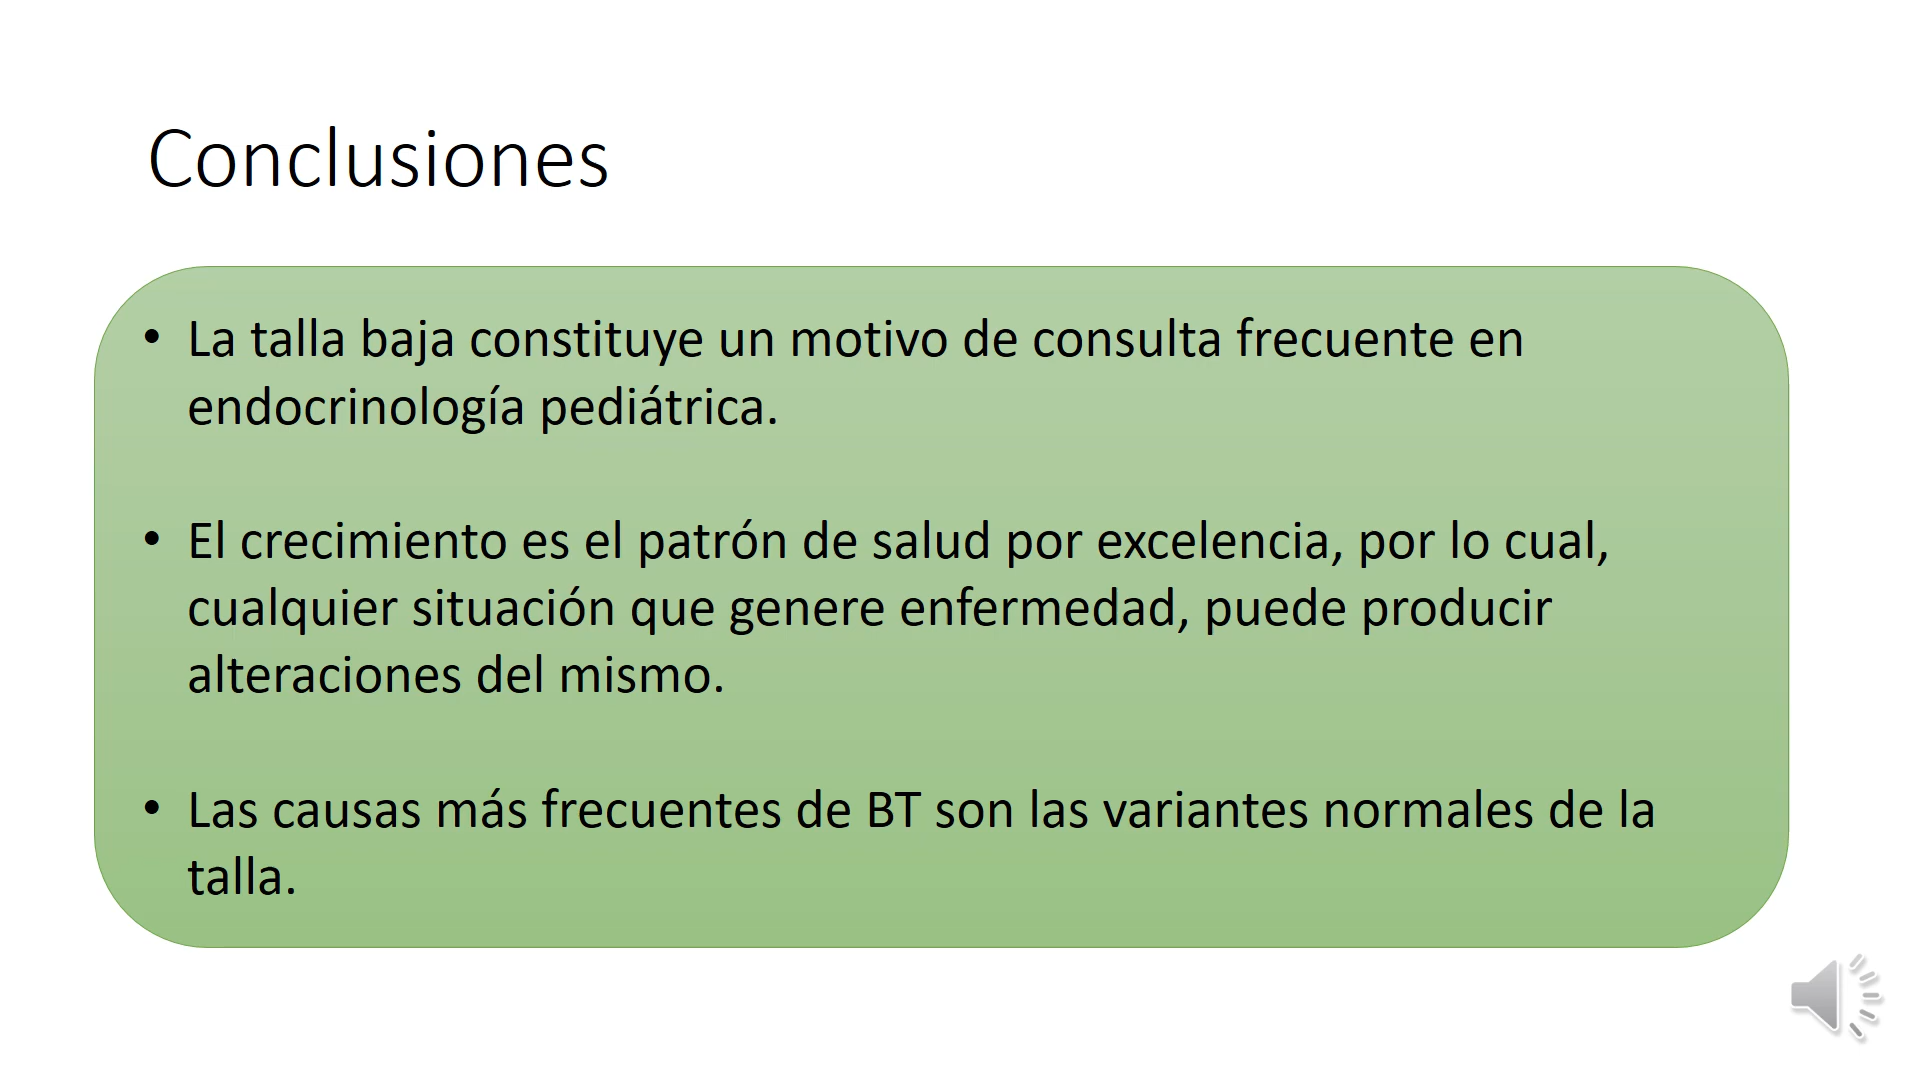 Conclusiones
• La talla baja constituye un motivo de consulta frecuente en
endocrinología pediátrica.
• El crecimiento es el patrón de salud por excelencia, por lo cual,
cualquier situación que genere enfermedad, puede producir
alteraciones del mismo.
• Las causas más frecuentes de BT son las variantes normales de la
talla.